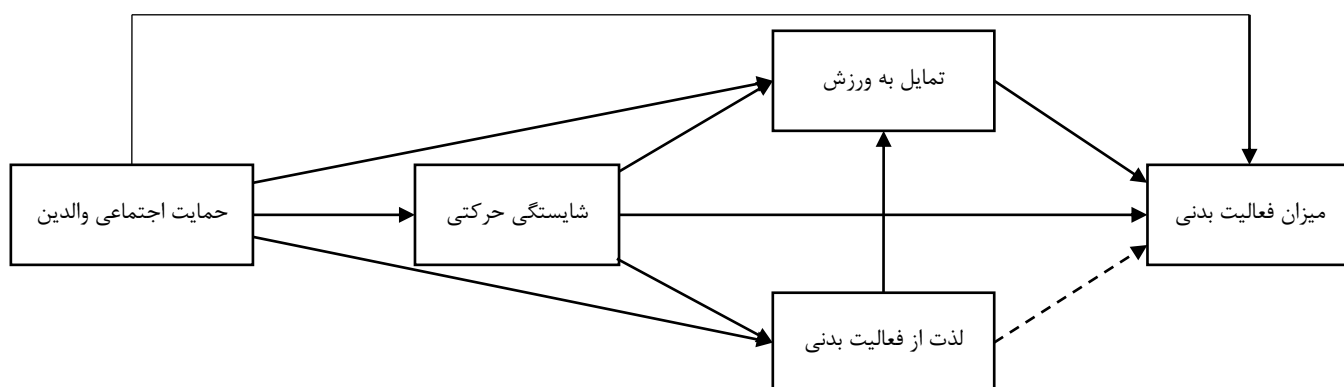 تمایل به ورزش
حمایت اجتماعی والدین
شایستگی حرکتی
میزان فعالیت بدنی
لذت از فعالیت بدنی